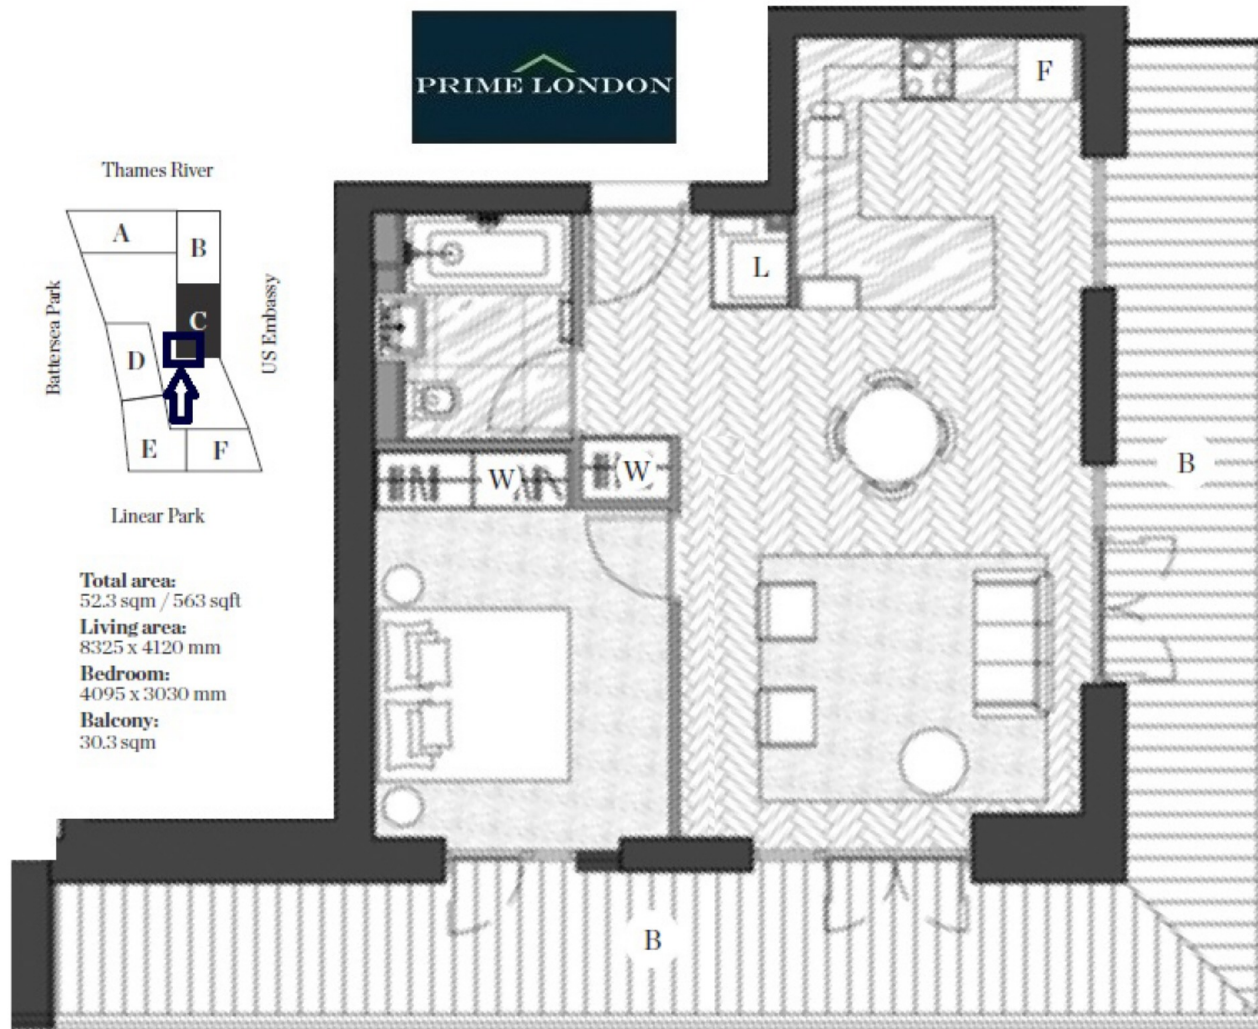 PRIME LONDON
Thames River
A
B
C
D
E
F
Battersea Park
US Embassy
Linear Park
Total area:
52.3 sqm / 563 sqft
Living area:
8325 x 4120 mm
Bedroom:
4095 x 3030 mm
Balcony:
30.3 sqm
F
L
W
W
B
B